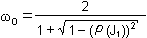 ω₀ = 2 / (1 + √(1 − (ρ(J₁))²))